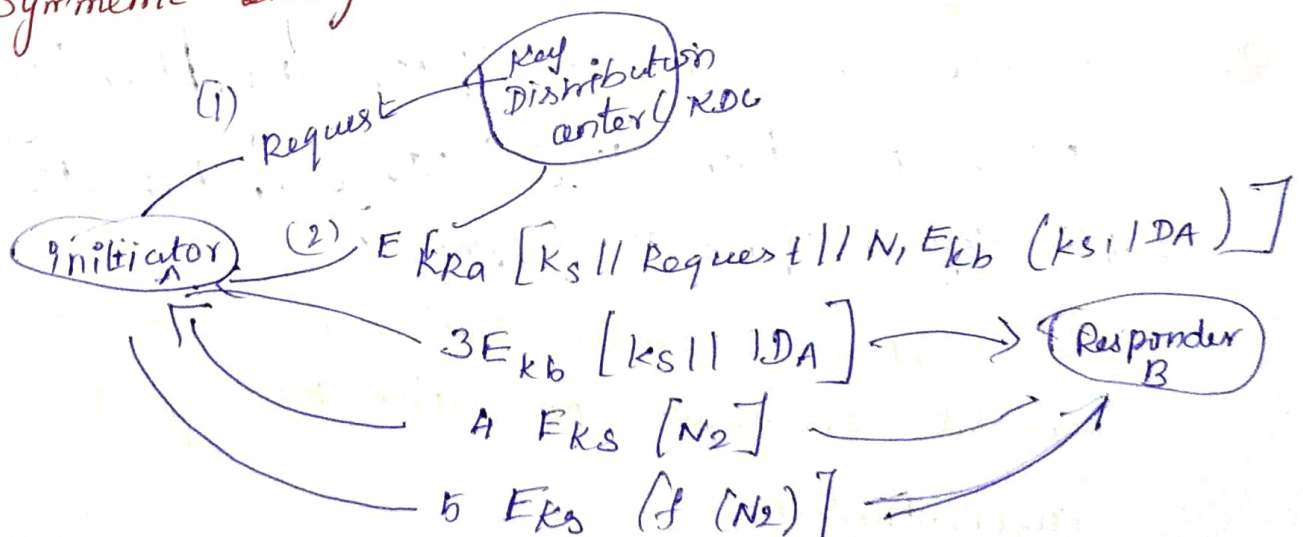 Symmetric
Key
Distribution
center( KDC
(1)
Request
Initiator
A
(2) E KRa [Ks || Request || N, Ekb (ks, IDA)]
3 Ekb [ks || IDA]
Responder
B
4 EKS [N2]
5 EKs (f (N2)]